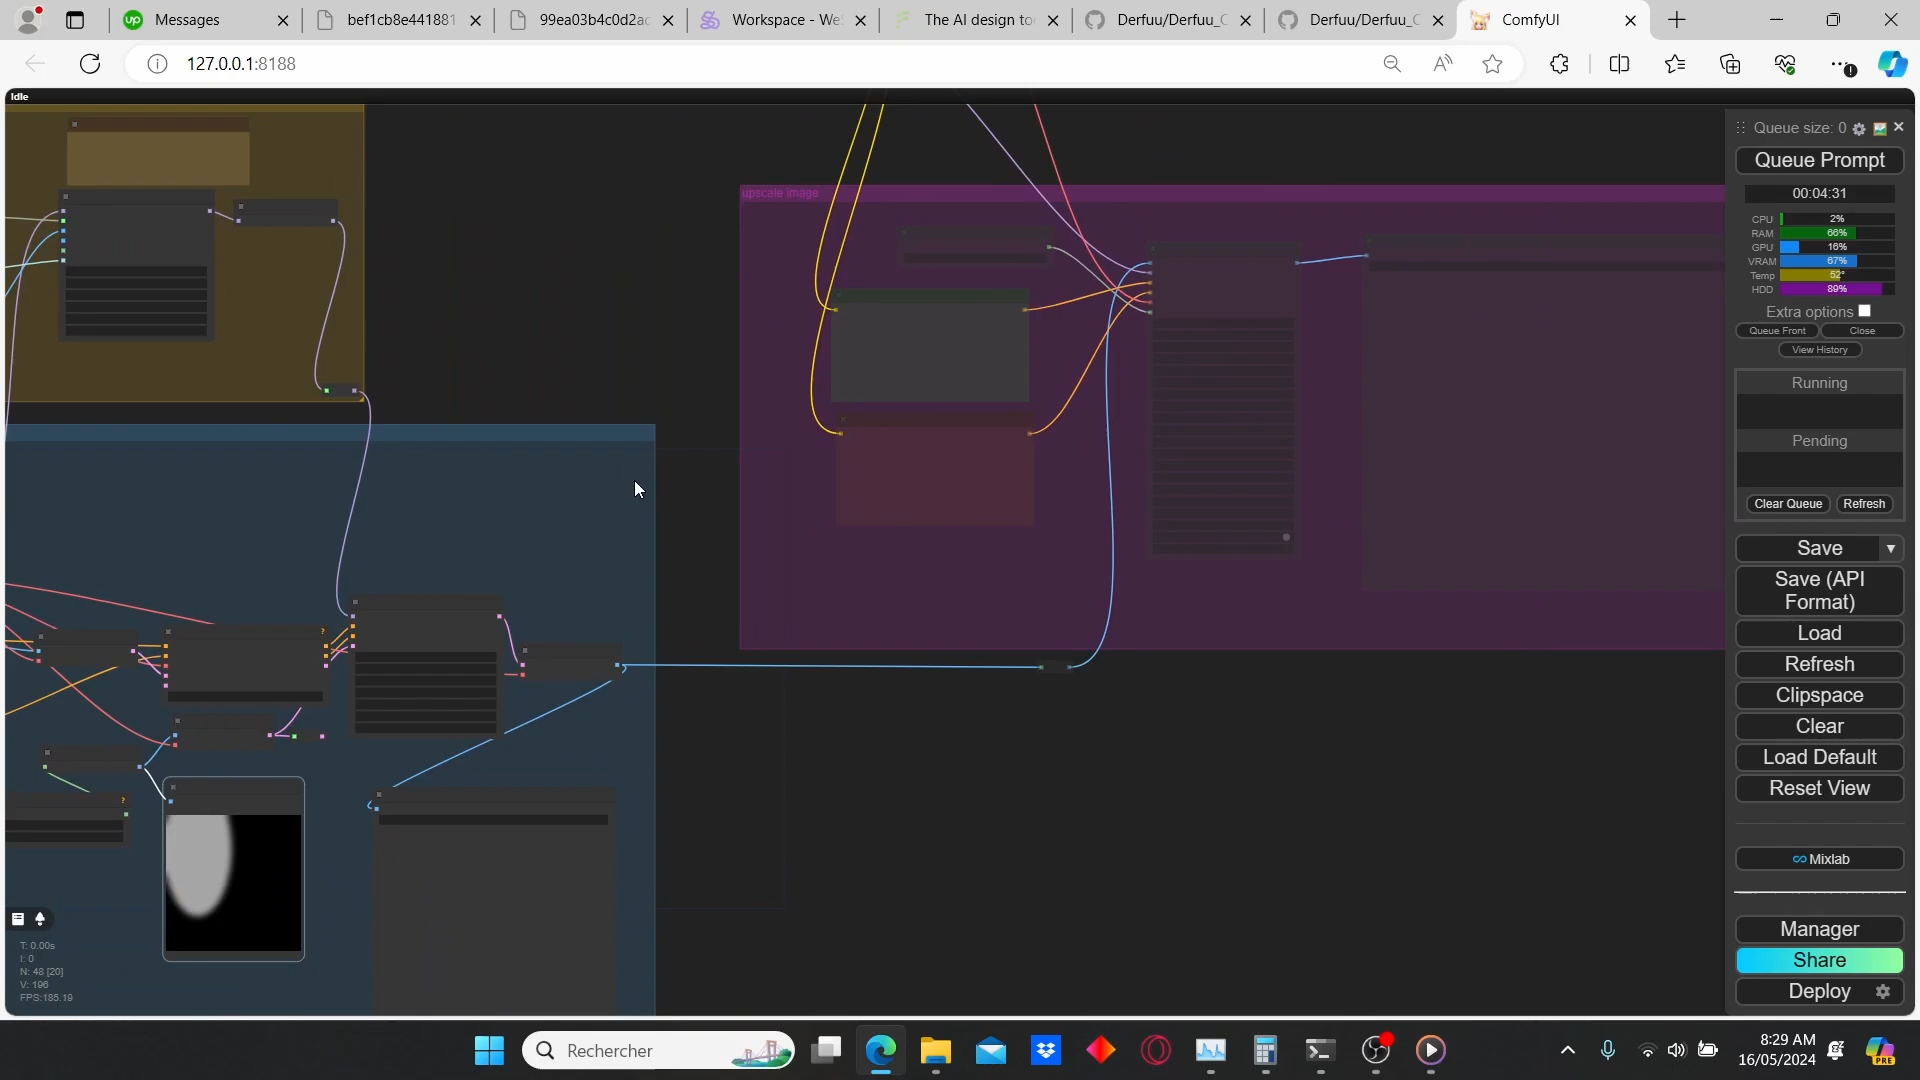 Messages
bef1cb8e441881
99ea03b4c0d2ac
Workspace - We
The AI design to
Derfuu/Derfuu_C
Derfuu/Derfuu_C
ComfyUI
127.0.0.1:8188
Idle
upscale image
Queue size: 0
Queue Prompt
00:04:31
CPU 2%
RAM 66%
GPU 16%
VRAM 67%
Temp 52°
HDD 89%
Extra options
Queue Front Close
View History
Running
Pending
Clear Queue Refresh
Save ▼
Save (API
Format)
Load
Refresh
Clipspace
Clear
Load Default
Reset View
Mixlab
Manager
Share
Deploy
T: 0.00s
I: 0
N: 48 [20]
V: 196
FPS:185.19
Rechercher
8:29 AM
16/05/2024
PRE